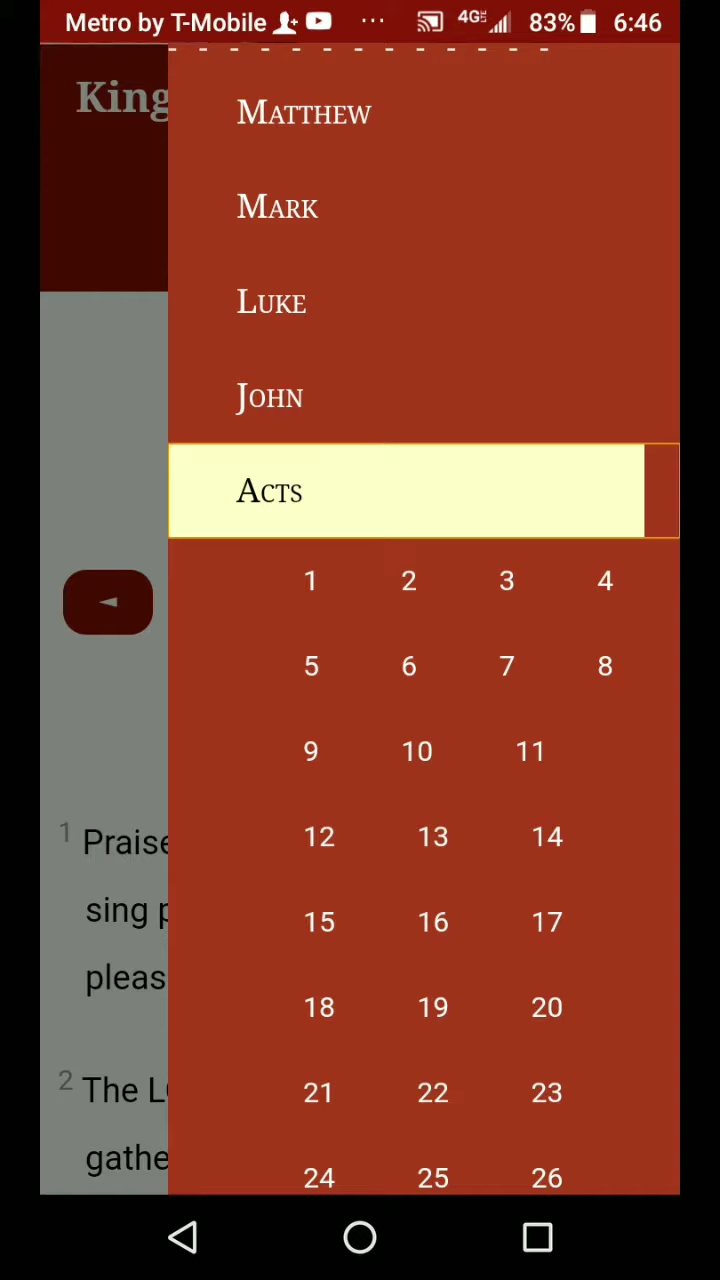 Metro by T-Mobile ... 4G 83% 6:46
King
MATTHEW
MARK
LUKE
JOHN
ACTS
1 2 3 4
5 6 7 8
9 10 11
12 13 14
15 16 17
18 19 20
21 22 23
24 25 26
1 Praise
sing
pleas
2 The
gathe